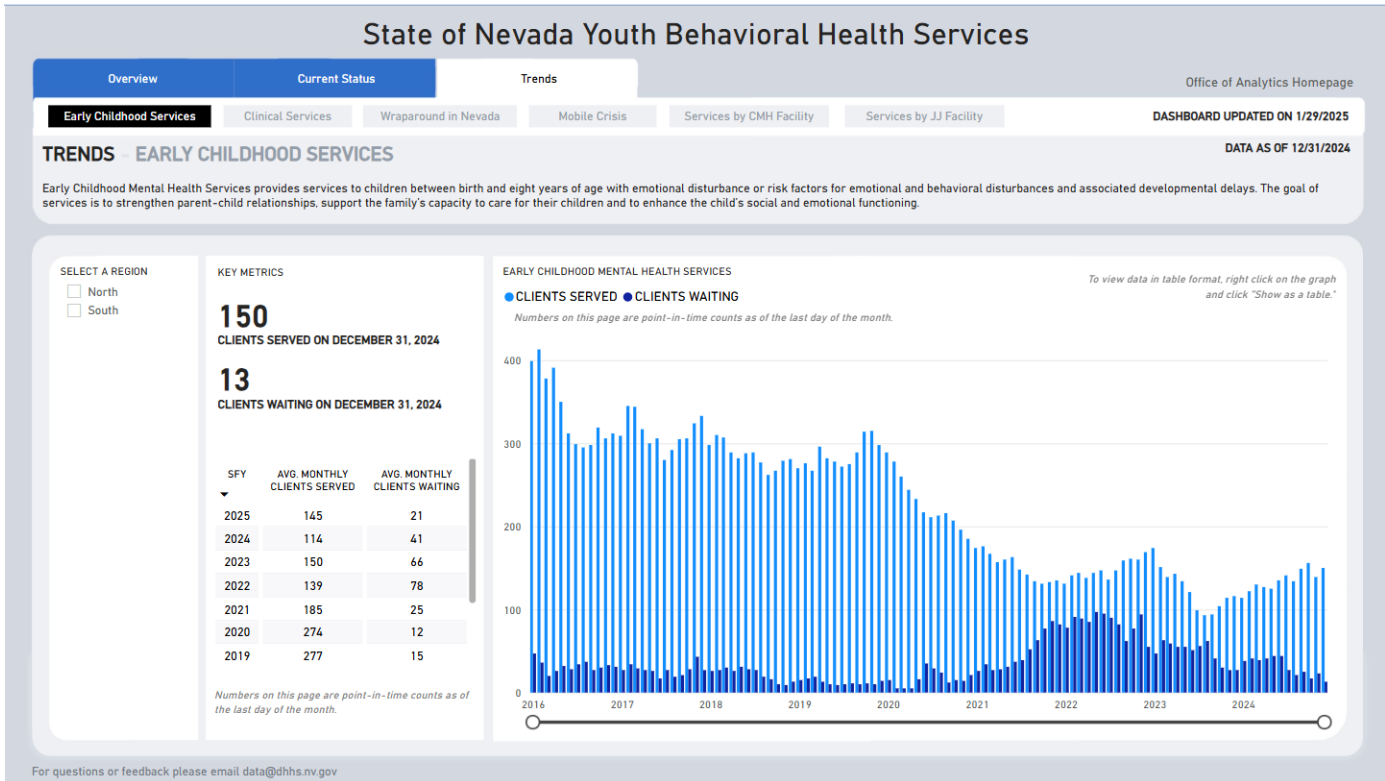 State of Nevada Youth Behavioral Health Services
Overview
Current Status
Trends
Office of Analytics Homepage
Early Childhood Services
Clinical Services
Wraparound in Nevada
Mobile Crisis
Services by CMH Facility
Services by JJ Facility
DASHBOARD UPDATED ON 1/29/2025
TRENDS - EARLY CHILDHOOD SERVICES
DATA AS OF 12/31/2024
Early Childhood Mental Health Services provides services to children between birth and eight years of age with emotional disturbance or risk factors for emotional and behavioral disturbances and associated developmental delays. The goal of
services is to strengthen parent-child relationships, support the family's capacity to care for their children and to enhance the child's social and emotional functioning.
SELECT A REGION
North
South
KEY METRICS
150
CLIENTS SERVED ON DECEMBER 31, 2024
13
CLIENTS WAITING ON DECEMBER 31, 2024
SFY AVG. MONTHLY CLIENTS SERVED AVG. MONTHLY CLIENTS WAITING
2025 145 21
2024 114 41
2023 150 66
2022 139 78
2021 185 25
2020 274 12
2019 277 15
Numbers on this page are point-in-time counts as of
the last day of the month.
EARLY CHILDHOOD MENTAL HEALTH SERVICES
CLIENTS SERVED CLIENTS WAITING
To view data in table format, right click on the graph
and click "Show as a table."
Numbers on this page are point-in-time counts as of the last day of the month.
400
300
200
100
0
2016 2017 2018 2019 2020 2021 2022 2023 2024
For questions or feedback please email data@dhhs.nv.gov